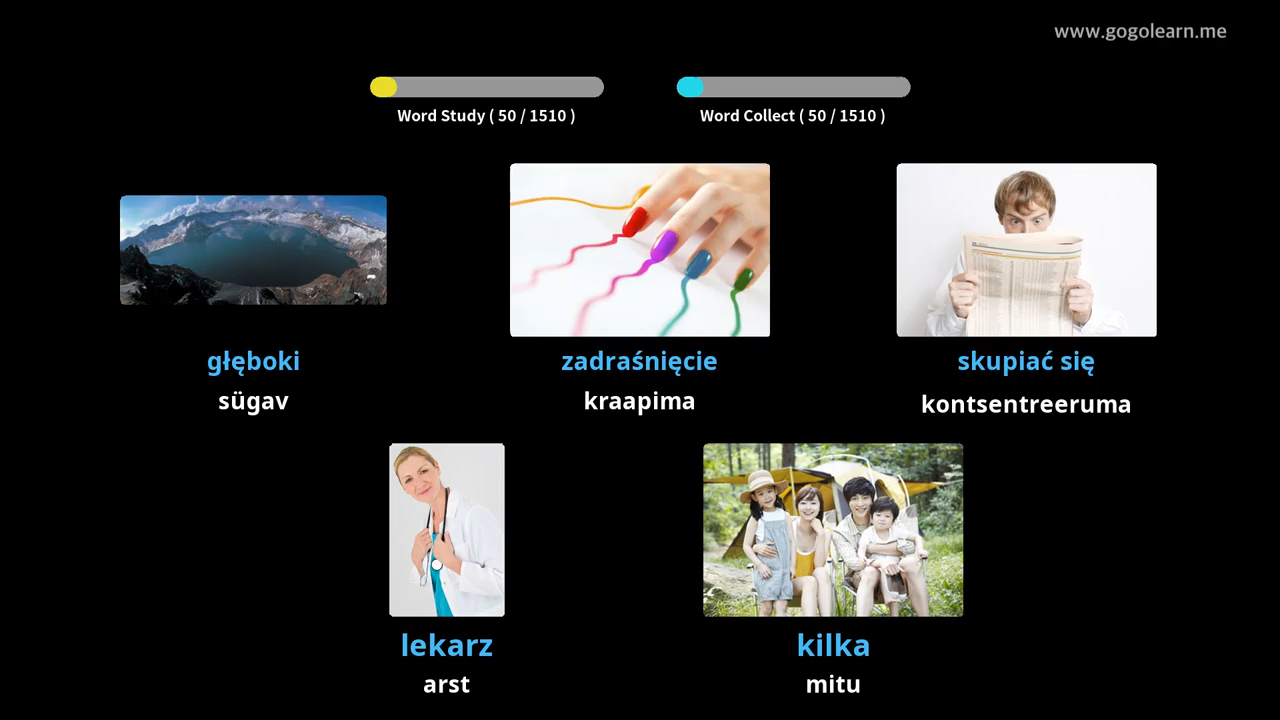 www.gogolearn.me
Word Study ( 50 / 1510 )
Word Collect ( 50 / 1510 )
głęboki
sügav
zadraśnięcie
kraapima
skupiać się
kontsentreeruma
lekarz
arst
kilka
mitu